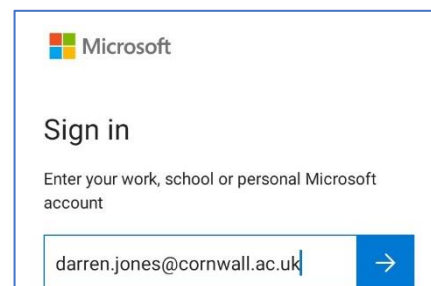 Microsoft
Sign in
Enter your work, school or personal Microsoft
account
darren.jones@cornwall.ac.uk